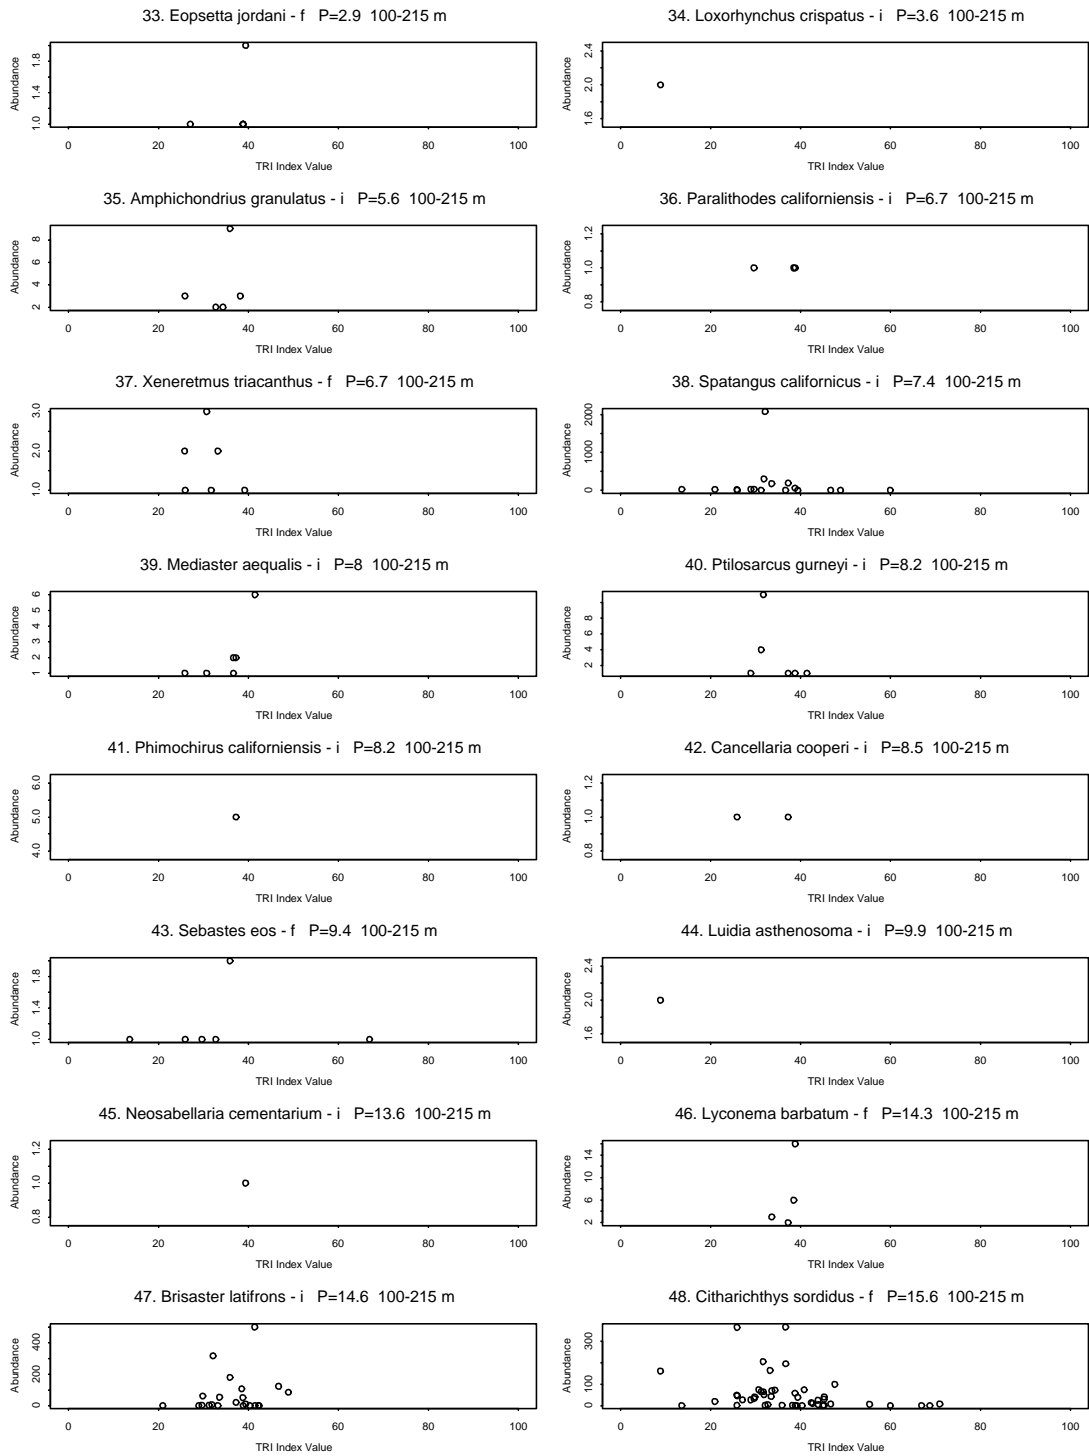 33. Eopsetta jordani - f P=2.9 100-215 m
Abundance
1.0 1.4 1.8
0 20 40 60 80 100
TRI Index Value
34. Loxorhynchus crispatus - i P=3.6 100-215 m
Abundance
1.6 2.0 2.4
0 20 40 60 80 100
TRI Index Value
35. Amphichondrius granulatus - i P=5.6 100-215 m
Abundance
2 4 6 8
0 20 40 60 80 100
TRI Index Value
36. Paralithodes californiensis - i P=6.7 100-215 m
Abundance
0.8 1.0 1.2
0 20 40 60 80 100
TRI Index Value
37. Xeneretmus triacanthus - f P=6.7 100-215 m
Abundance
1.0 2.0 3.0
0 20 40 60 80 100
TRI Index Value
38. Spatangus californicus - i P=7.4 100-215 m
Abundance
0 1000 2000
0 20 40 60 80 100
TRI Index Value
39. Mediaster aequalis - i P=8 100-215 m
Abundance
1 2 3 4 5 6
0 20 40 60 80 100
TRI Index Value
40. Ptilosarcus gurneyi - i P=8.2 100-215 m
Abundance
2 4 6 8
0 20 40 60 80 100
TRI Index Value
41. Phimochirus californiensis - i P=8.2 100-215 m
Abundance
4.0 5.0 6.0
0 20 40 60 80 100
TRI Index Value
42. Cancellaria cooperi - i P=8.5 100-215 m
Abundance
0.8 1.0 1.2
0 20 40 60 80 100
TRI Index Value
43. Sebastes eos - f P=9.4 100-215 m
Abundance
1.0 1.4 1.8
0 20 40 60 80 100
TRI Index Value
44. Luidia asthenosoma - i P=9.9 100-215 m
Abundance
1.6 2.0 2.4
0 20 40 60 80 100
TRI Index Value
45. Neosabellaria cementarium - i P=13.6 100-215 m
Abundance
0.8 1.0 1.2
0 20 40 60 80 100
TRI Index Value
46. Lyconema barbatum - f P=14.3 100-215 m
Abundance
2 6 14
0 20 40 60 80 100
TRI Index Value
47. Brisaster latifrons - i P=14.6 100-215 m
Abundance
0 200 400
0 20 40 60 80 100
TRI Index Value
48. Citharichthys sordidus - f P=15.6 100-215 m
Abundance
0 100 300
0 20 40 60 80 100
TRI Index Value